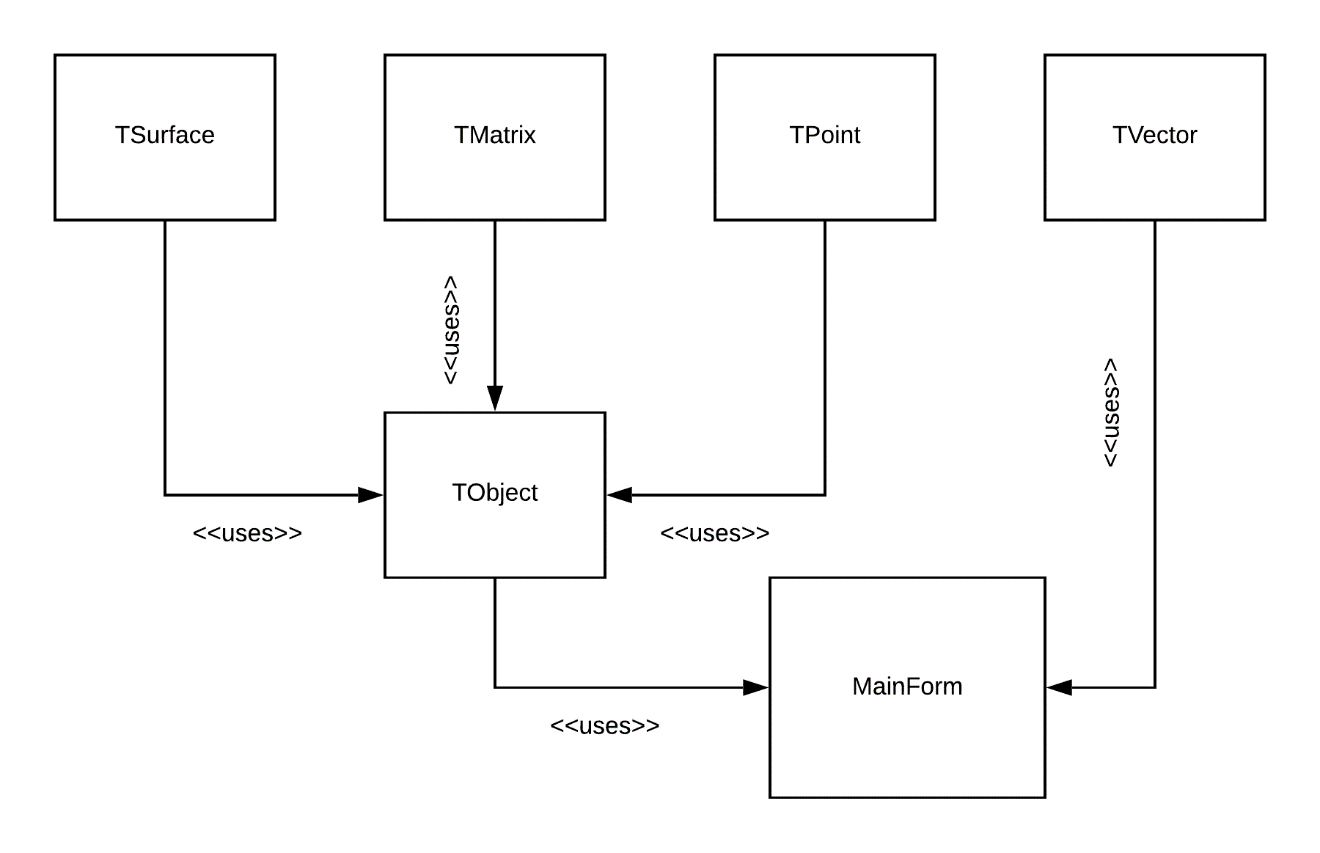 TSurface
TMatrix
TPoint
TVector
<<uses>>
<<uses>>
TObject
<<uses>>
<<uses>>
MainForm
<<uses>>